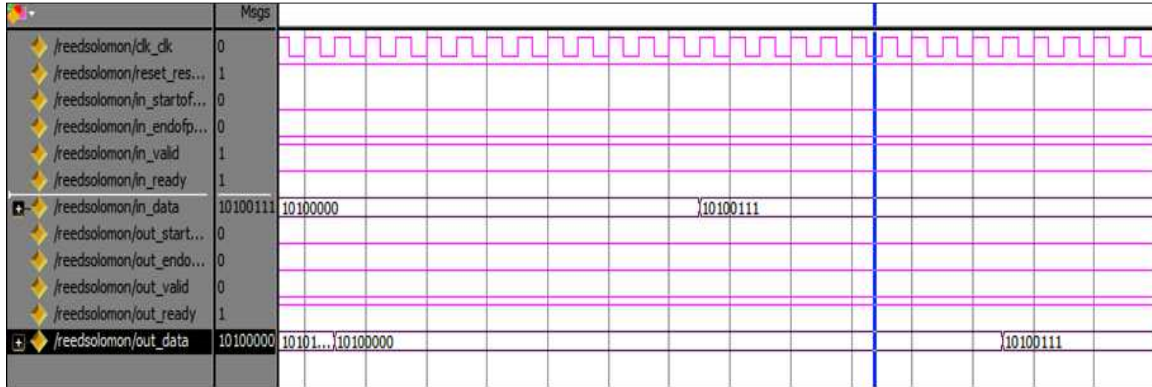 Msgs
/reedsolomon/clk_clk 0
/reedsolomon/reset_res... 1
/reedsolomon/in_startof... 0
/reedsolomon/in_endofp... 0
/reedsolomon/in_valid 1
/reedsolomon/in_ready 1
/reedsolomon/in_data 10100111 10100000 10100111
/reedsolomon/out_start... 0
/reedsolomon/out_endo... 0
/reedsolomon/out_valid 0
/reedsolomon/out_ready 1
/reedsolomon/out_data 10100000 10101... 10100000 10100111